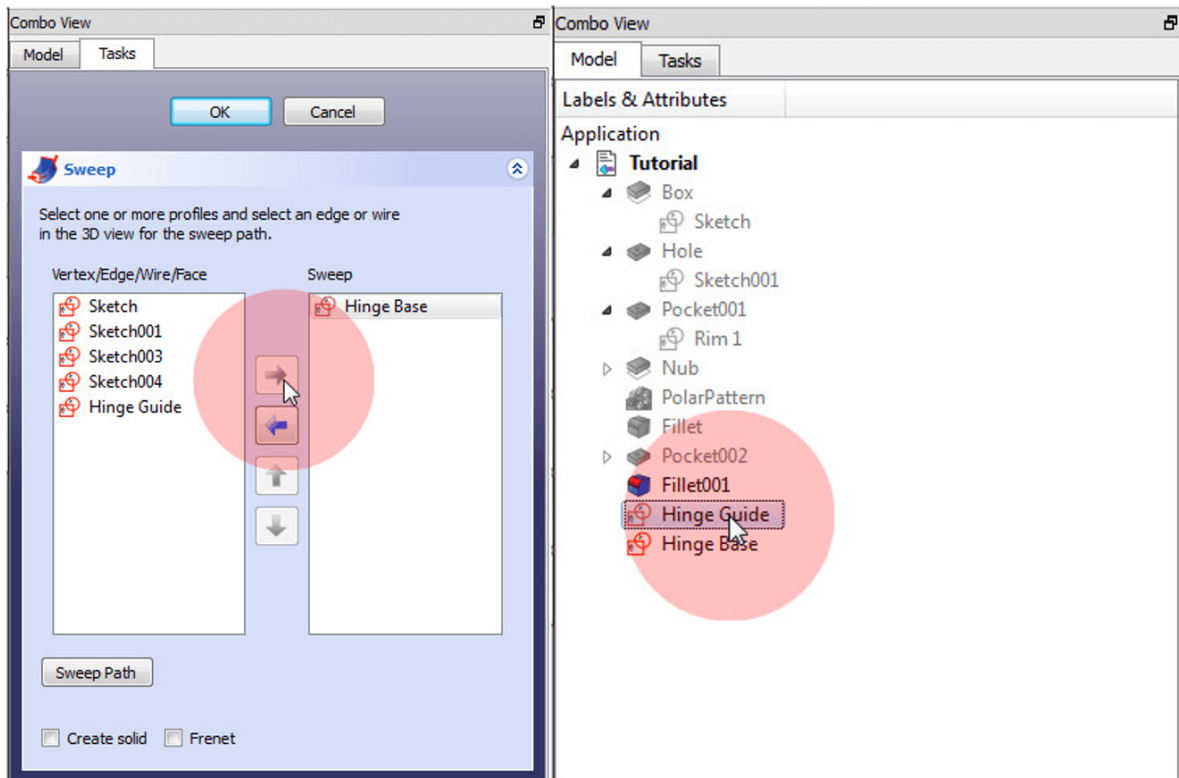 Combo View
Model
Tasks
OK
Cancel
Sweep
Select one or more profiles and select an edge or wire
in the 3D view for the sweep path.
Vertex/Edge/Wire/Face
Sketch
Sketch001
Sketch003
Sketch004
Hinge Guide
Sweep
Hinge Base
Sweep Path
Create solid
Frenet
Combo View
Model
Tasks
Labels & Attributes
Application
Tutorial
Box
Sketch
Hole
Sketch001
Pocket001
Rim 1
Nub
PolarPattern
Fillet
Pocket002
Fillet001
Hinge Guide
Hinge Base